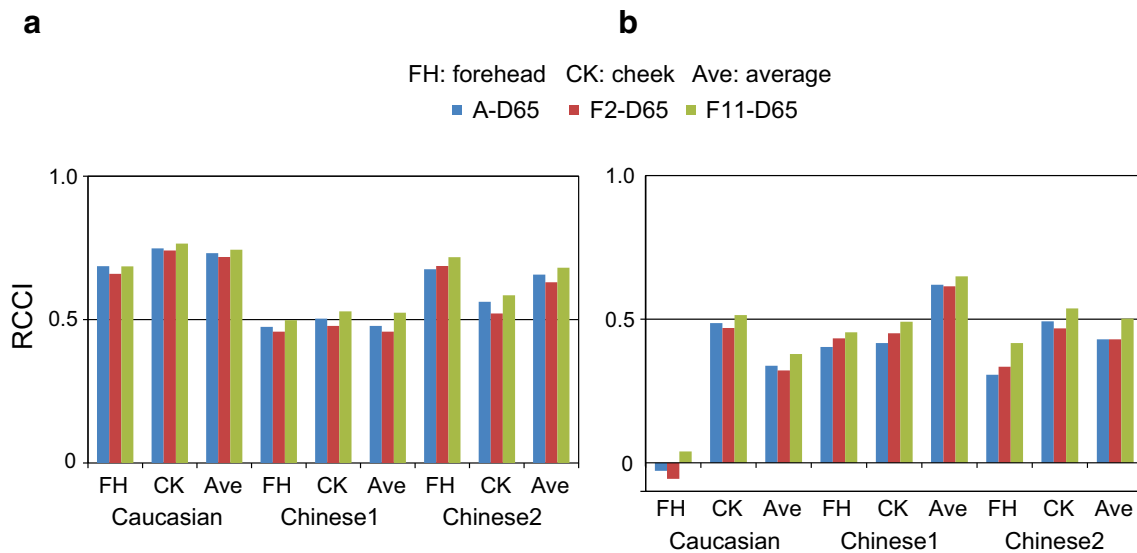 a b
FH: forehead CK: cheek Ave: average
A-D65 F2-D65 F11-D65
RCCI
1.0
0.5
0
FH CK Ave FH CK Ave FH CK Ave
Caucasian Chinese1 Chinese2
1.0
0.5
0
FH CK Ave FH CK Ave FH CK Ave
Caucasian Chinese1 Chinese2